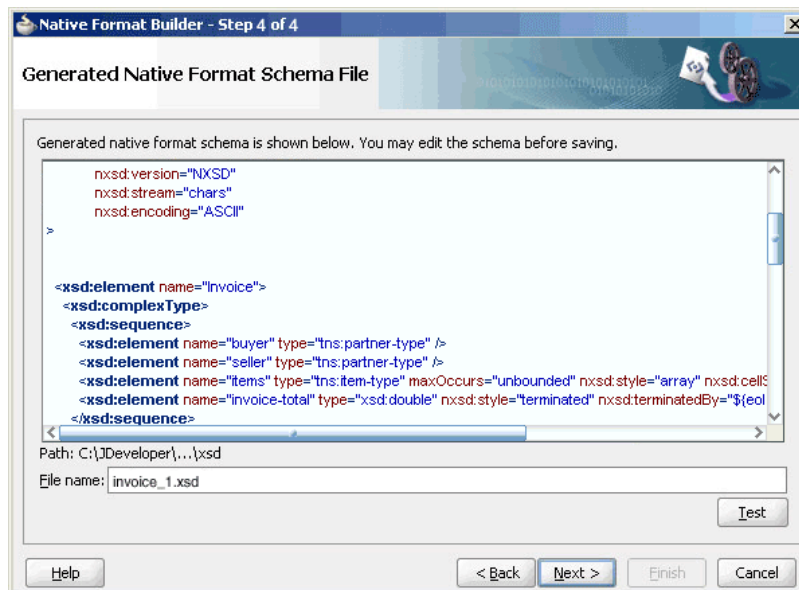 Native Format Builder - Step 4 of 4
Generated Native Format Schema File
Generated native format schema is shown below. You may edit the schema before saving.
nxsd:version="NXSD"
nxsd:stream="chars"
nxsd:encoding="ASCII"
>
<xsd:element name="Invoice">
<xsd:complexType>
<xsd:sequence>
<xsd:element name="buyer" type="tns:partner-type" />
<xsd:element name="seller" type="tns:partner-type" />
<xsd:element name="items" type="tns:item-type" maxOccurs="unbounded" nxsd:style="array" nxsd:cellS
<xsd:element name="invoice-total" type="xsd:double" nxsd:style="terminated" nxsd:terminatedBy="${eol
</xsd:sequence>
Path: C:\JDeveloper\...\xsd
File name: invoice_1.xsd
Test
Help < Back Next > Finish Cancel